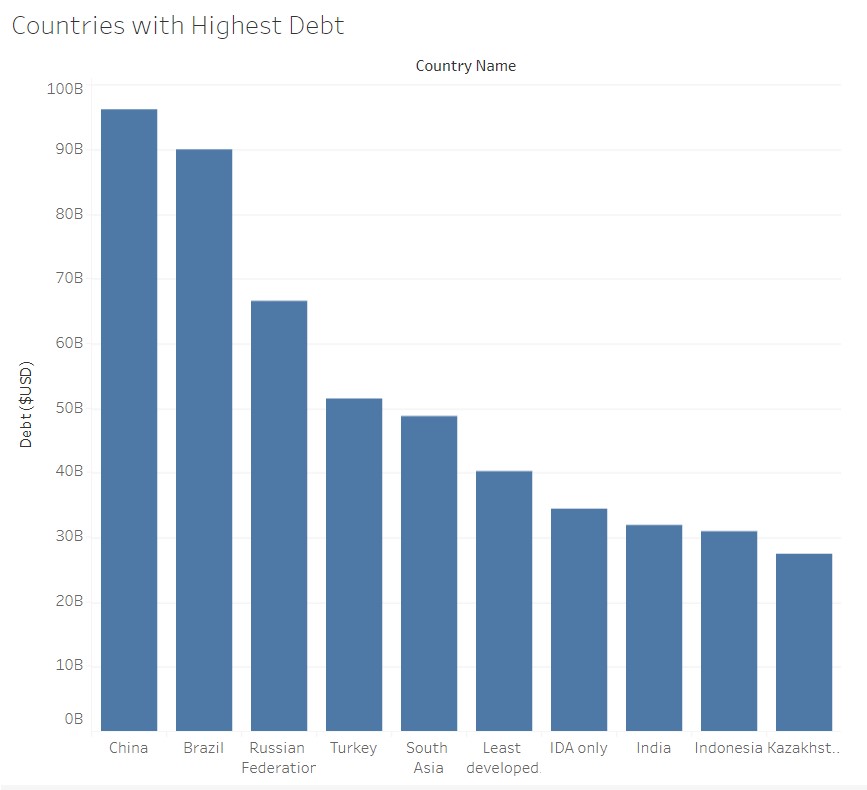 Countries with Highest Debt
Country Name
100B
90B
80B
70B
60B
50B
40B
30B
20B
10B
0B
Debt ($USD)
China
Brazil
Russian
Federation
Turkey
South
Asia
Least
developed
IDA only
India
Indonesia
Kazakhst..